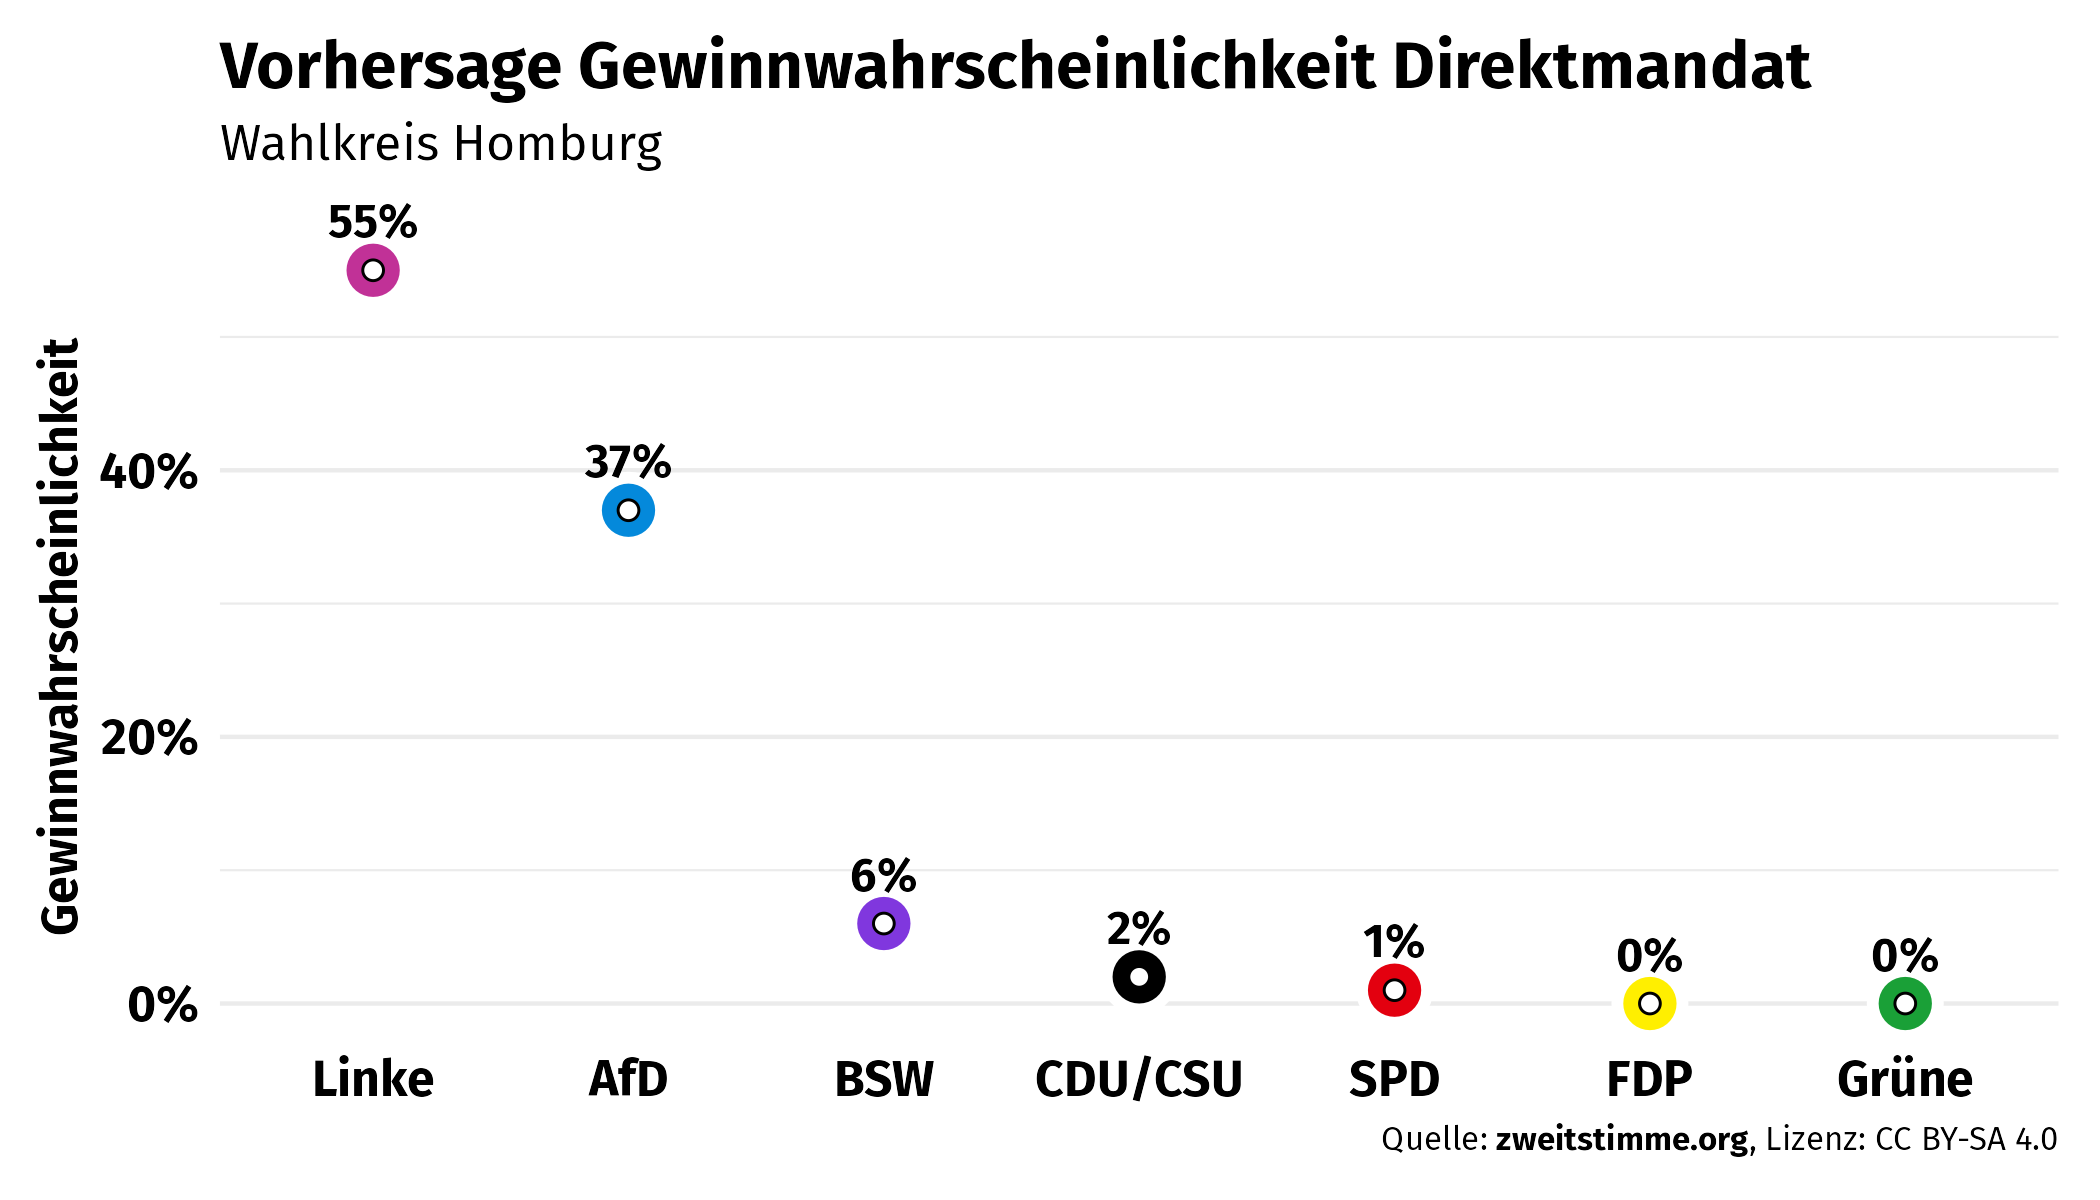 Vorhersage Gewinnwahrscheinlichkeit Direktmandat
Wahlkreis Homburg
Gewinnwahrscheinlichkeit
40%
20%
0%
55%
37%
6%
2%
1%
0%
0%
Linke AfD BSW CDU/CSU SPD FDP Grüne
Quelle: zweitstimme.org, Lizenz: CC BY-SA 4.0